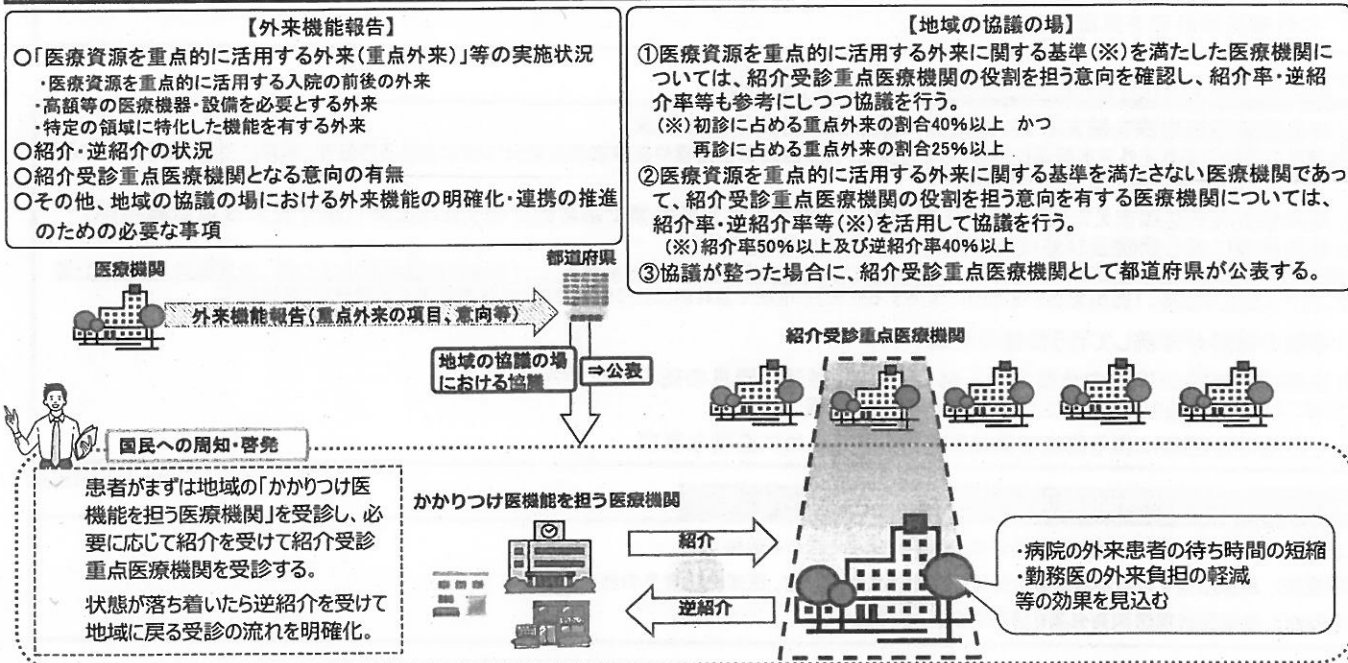 【外来機能報告】
○「医療資源を重点的に活用する外来(重点外来)」等の実施状況
・医療資源を重点的に活用する入院の前後の外来
・高額等の医療機器・設備を必要とする外来
・特定の領域に特化した機能を有する外来
○紹介・逆紹介の状況
○紹介受診重点医療機関となる意向の有無
○その他、地域の協議の場における外来機能の明確化・連携の推進
のための必要な事項
【地域の協議の場】
①医療資源を重点的に活用する外来に関する基準(※)を満たした医療機関に
ついては、紹介受診重点医療機関の役割を担う意向を確認し、紹介率・逆紹
介率等も参考にしつつ協議を行う。
(※)初診に占める重点外来の割合40%以上 かつ
再診に占める重点外来の割合25%以上
②医療資源を重点的に活用する外来に関する基準を満たさない医療機関であっ
て、紹介受診重点医療機関の役割を担う意向を有する医療機関については、
紹介率・逆紹介率等(※)を活用して協議を行う。
(※)紹介率50%以上及び逆紹介率40%以上
③協議が整った場合に、紹介受診重点医療機関として都道府県が公表する。
医療機関
都道府県
外来機能報告(重点外来の項目、意向等)
地域の協議の場
における協議
⇒公表
紹介受診重点医療機関
国民への周知・啓発
患者がまずは地域の「かかりつけ医
機能を担う医療機関」を受診し、必
要に応じて紹介を受けて紹介受診
重点医療機関を受診する。
状態が落ち着いたら逆紹介を受けて
地域に戻る受診の流れを明確化。
かかりつけ医機能を担う医療機関
紹介
逆紹介
・病院の外来患者の待ち時間の短縮
・勤務医の外来負担の軽減
等の効果を見込む